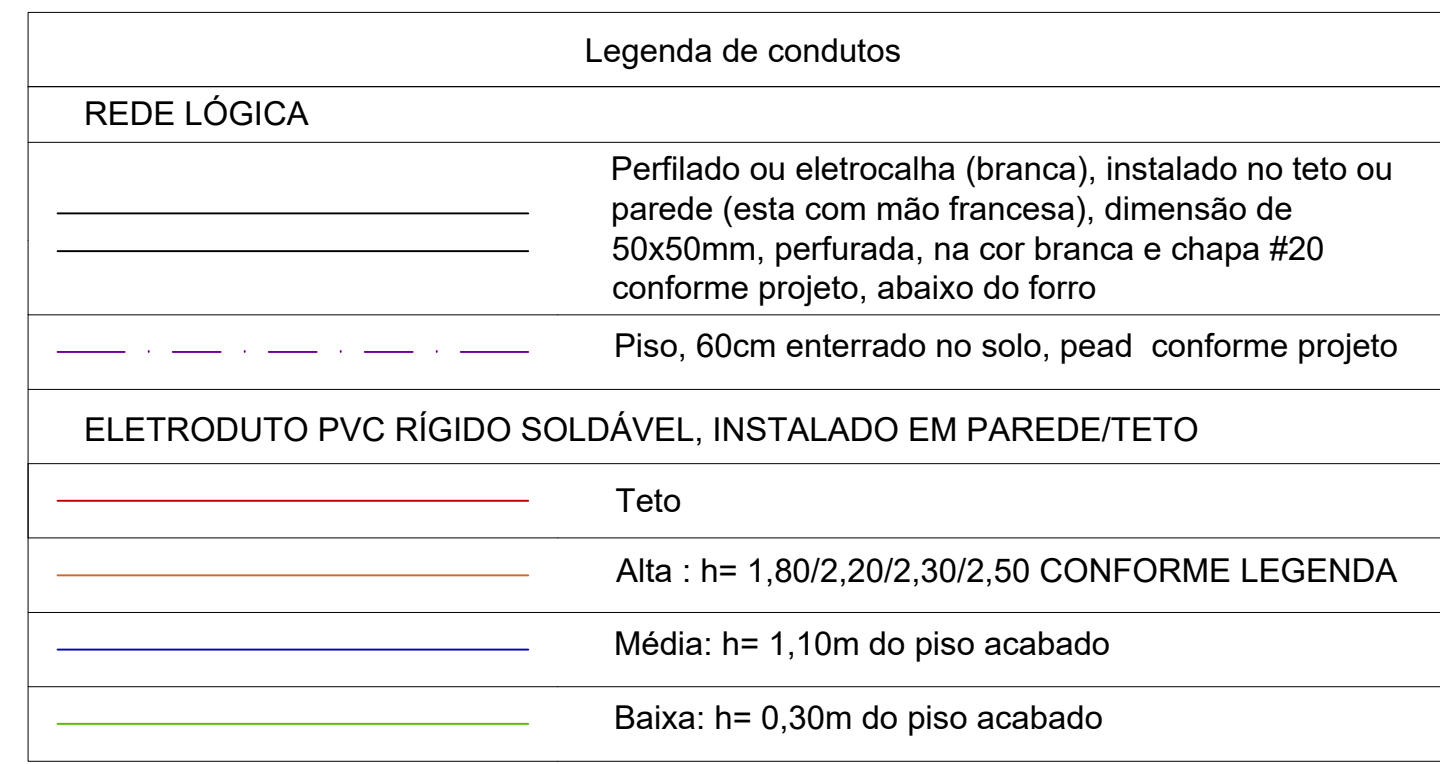 Legenda de condutos
REDE LÓGICA
Perfilado ou eletrocalha (branca), instalado no teto ou
parede (esta com mão francesa), dimensão de
50x50mm, perfurada, na cor branca e chapa #20
conforme projeto, abaixo do forro
Piso, 60cm enterrado no solo, pead  conforme projeto
ELETRODUTO PVC RÍGIDO SOLDÁVEL, INSTALADO EM PAREDE/TETO
Teto
Alta : h= 1,80/2,20/2,30/2,50 CONFORME LEGENDA
Média: h= 1,10m do piso acabado
Baixa: h= 0,30m do piso acabado